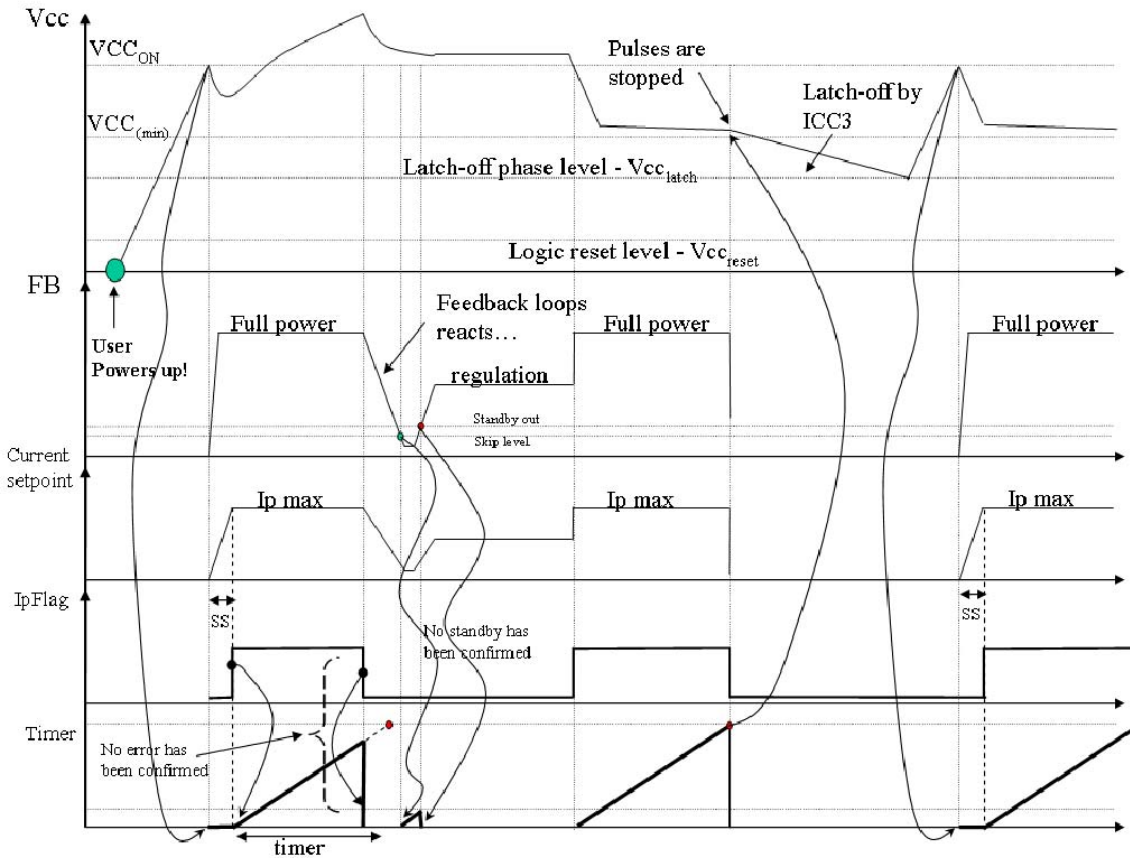 Vcc
VCC_ON
Pulses are
stopped
Latch-off by
ICC3
VCC_(min)
Latch-off phase level - Vcc_latch
Logic reset level - Vcc_reset
FB
Feedback loops
reacts...
Full power
Full power
Full power
User
Powers up!
regulation
Standby out
Skip level
Current
setpoint
Ip max
Ip max
Ip max
IpFlag
SS
SS
No standby has
been confirmed
Timer
No error has
been confirmed
timer